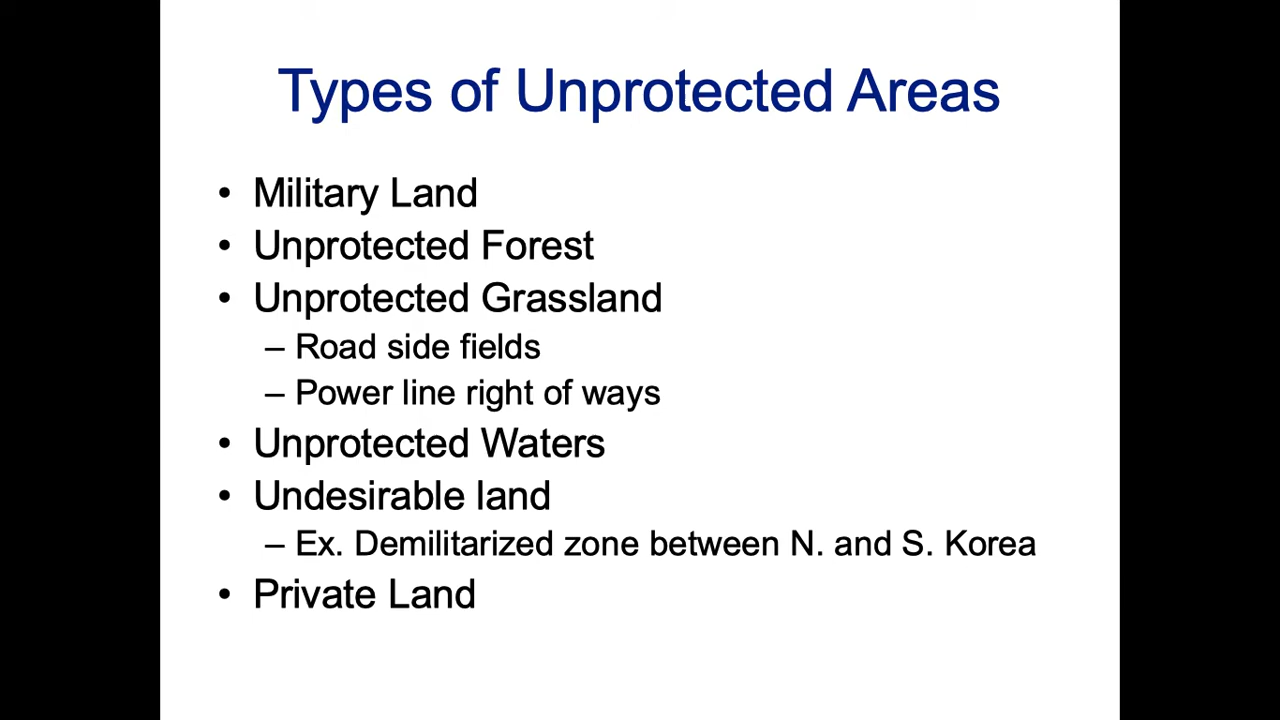 Types of Unprotected Areas
• Military Land
• Unprotected Forest
• Unprotected Grassland
– Road side fields
– Power line right of ways
• Unprotected Waters
• Undesirable land
– Ex. Demilitarized zone between N. and S. Korea
• Private Land